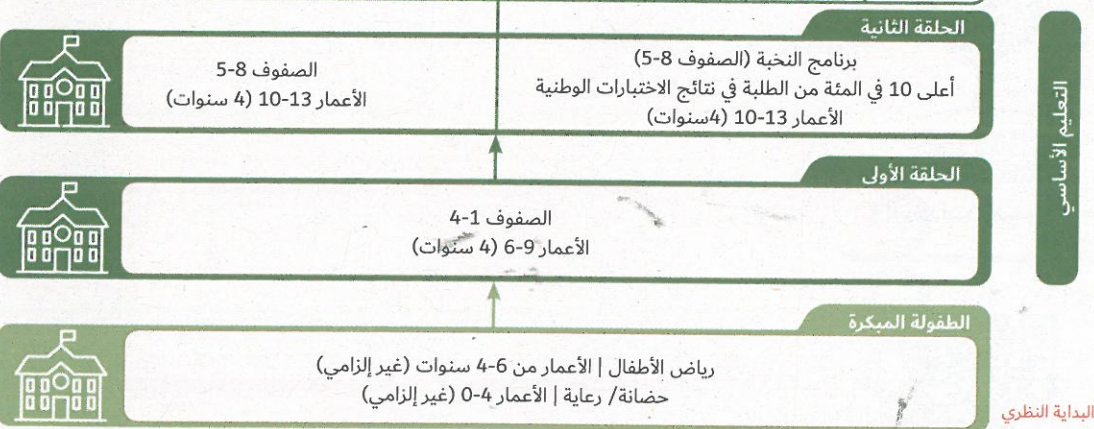 الحلقة الثانية
برنامج النخبة (الصفوف 8-5)
أعلى 10 في المئة من الطلبة في نتائج الاختبارات الوطنية
الأعمار 13-10 (4سنوات)
الصفوف 8-5
الأعمار 13-10 (4 سنوات)
التعليم الأساسي
الحلقة الأولى
الصفوف 1-4
الأعمار 9-6 (4 سنوات)
الطفولة المبكرة
رياض الأطفال | الأعمار من 6-4 سنوات (غير إلزامي)
حضانة/ رعاية | الأعمار 4-0 (غير إلزامي)
البداية النظري